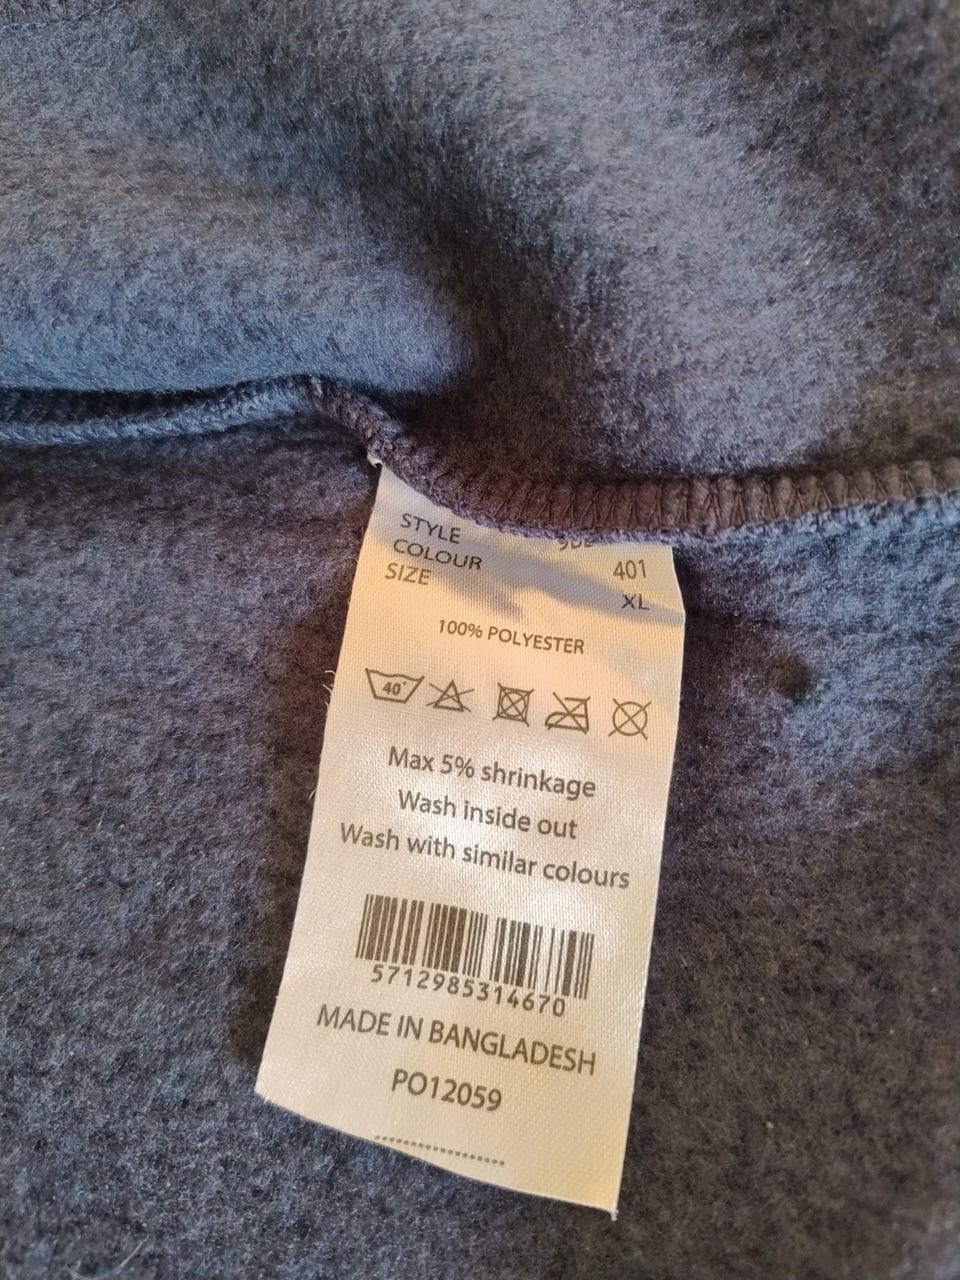 STYLE
COLOUR 401
SIZE XL
100% POLYESTER
40°
Max 5% shrinkage
Wash inside out
Wash with similar colours
5712985314670
MADE IN BANGLADESH
PO12059